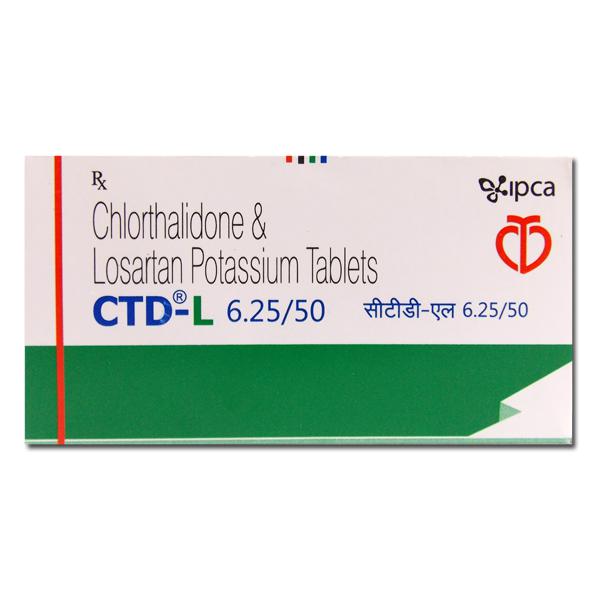 Rx
ipca
Chlorthalidone &
Losartan Potassium Tablets
CTD®-L 6.25/50
सीटीडी-एल 6.25/50